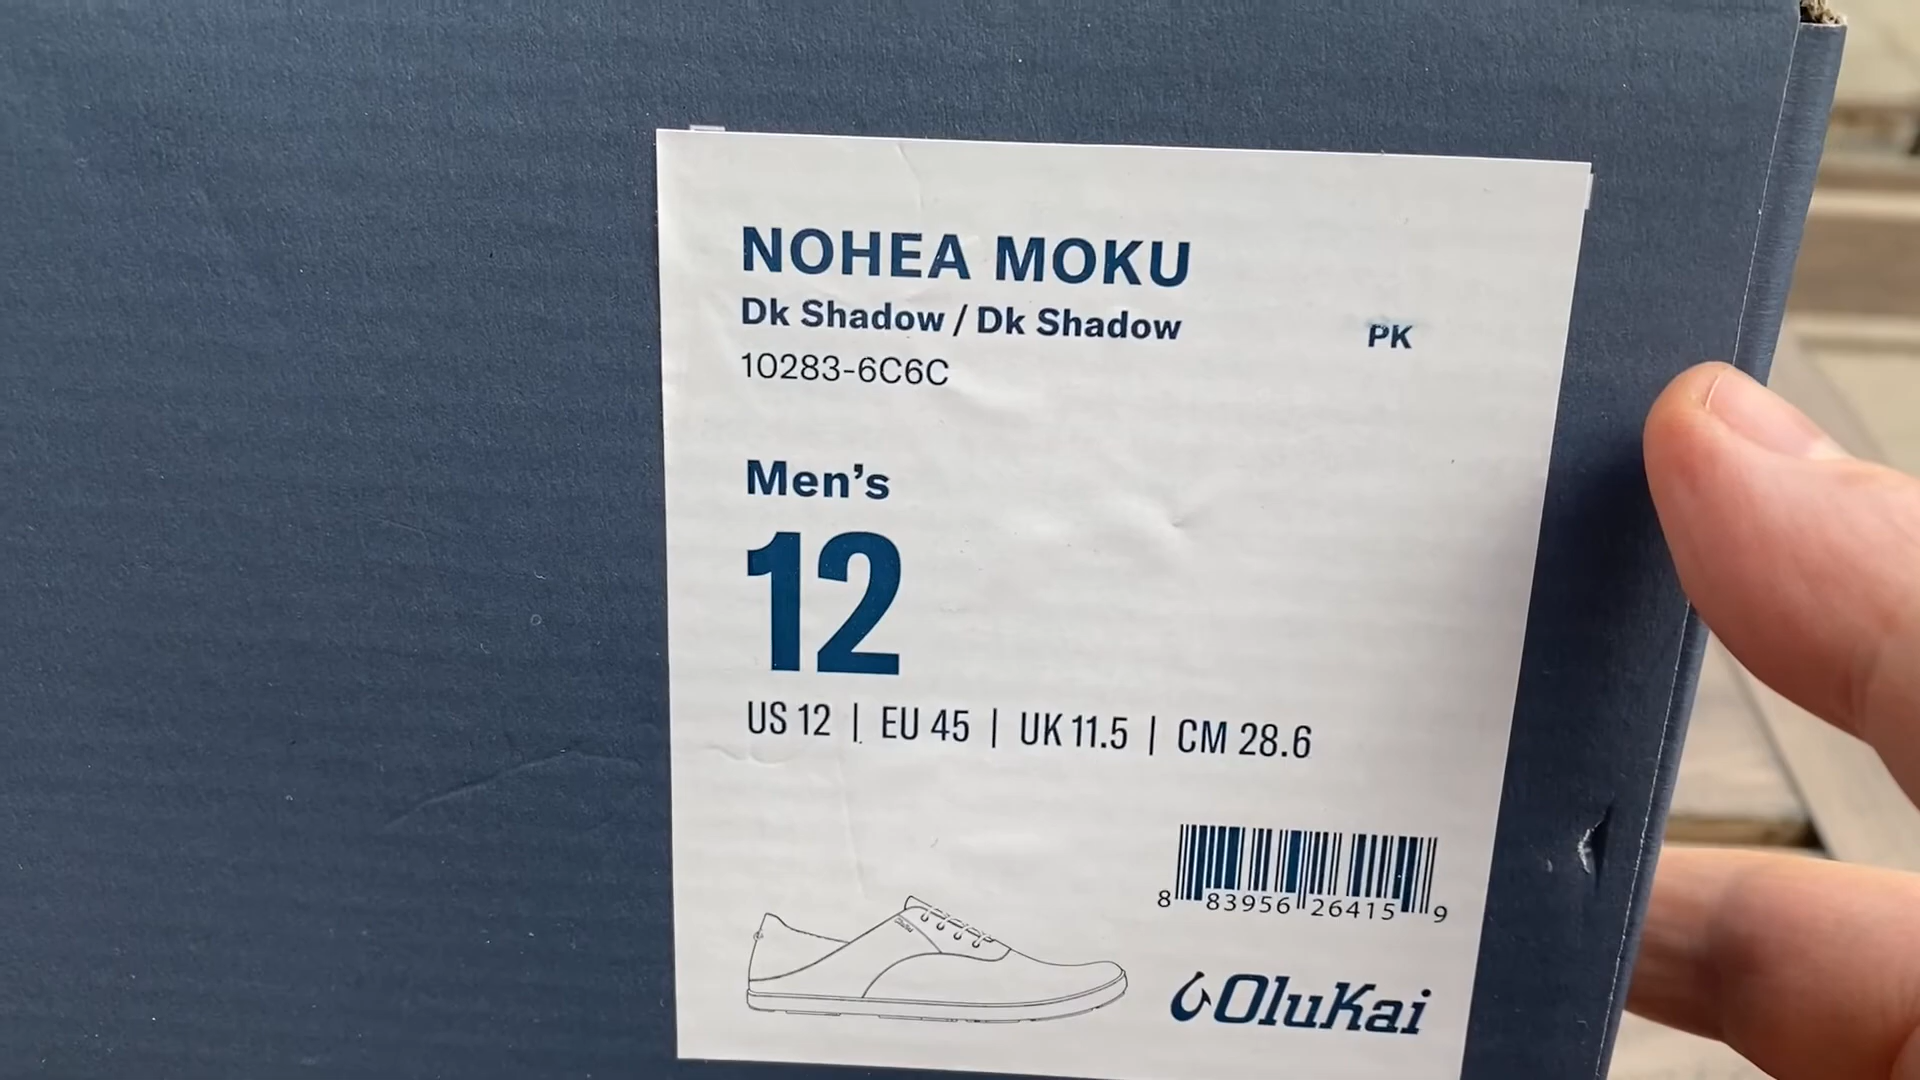 NOHEA MOKU
Dk Shadow / Dk Shadow
PK
10283-6C6C
Men's
12
US 12 | EU 45 | UK 11.5 | CM 28.6
8 83956 26415 9
OluKai